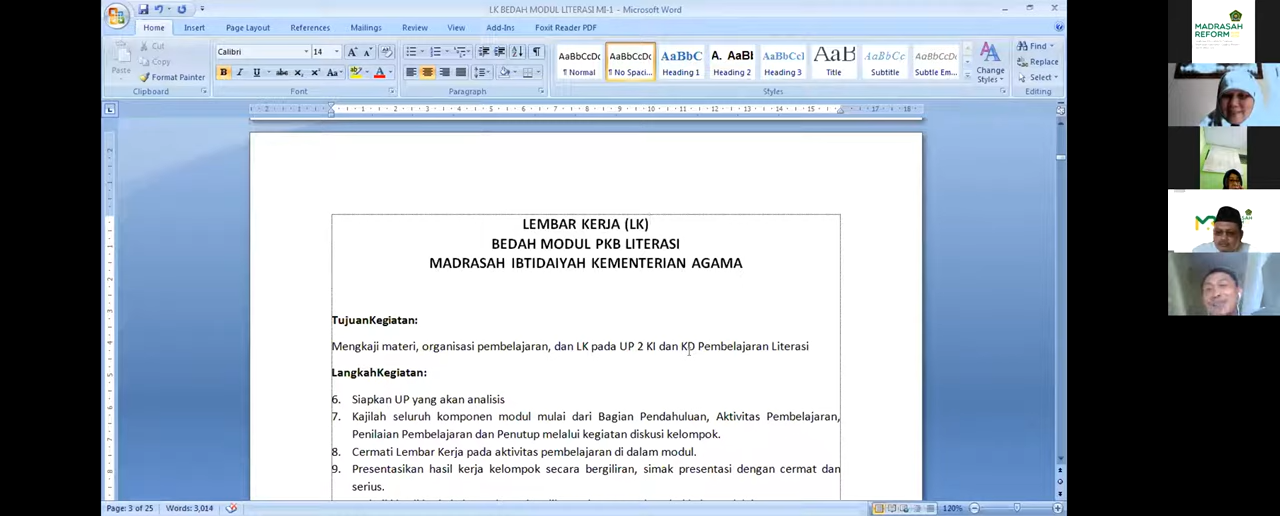 LK BEDAH MODUL LITERASI MI-1 - Microsoft Word
Home Insert Page Layout References Mailings Review View Add-Ins Foxit Reader PDF
Cut
Copy
Paste
Format Painter
Clipboard
Calibri 14
Font
Paragraph
AaBbCcDc AaBbCcDc AaBbC A. AaBl AaBbCcl AaB AaBbCc AaBbCcDc
¶ Normal ¶ No Spaci... Heading 1 Heading 2 Heading 3 Title Subtitle Subtle Em...
Change Styles
Styles
Find
Replace
Select
Editing
MADRASAH
REFORM
LEMBAR KERJA (LK)
BEDAH MODUL PKB LITERASI
MADRASAH IBTIDAIYAH KEMENTERIAN AGAMA
TujuanKegiatan:
Mengkaji materi, organisasi pembelajaran, dan LK pada UP 2 KI dan KD Pembelajaran Literasi
LangkahKegiatan:
6. Siapkan UP yang akan analisis
7. Kajilah seluruh komponen modul mulai dari Bagian Pendahuluan, Aktivitas Pembelajaran,
Penilaian Pembelajaran dan Penutup melalui kegiatan diskusi kelompok.
8. Cermati Lembar Kerja pada aktivitas pembelajaran di dalam modul.
9. Presentasikan hasil kerja kelompok secara bergiliran, simak presentasi dengan cermat dan
serius.
Page: 3 of 25 Words: 3,014 120%